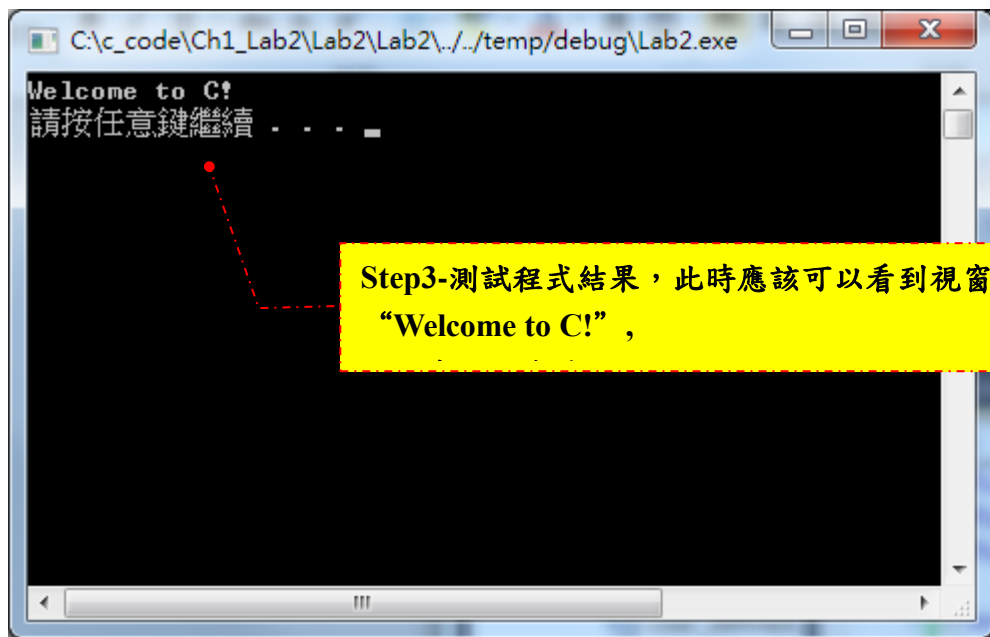 C:\c_code\Ch1_Lab2\Lab2\Lab2\../../temp/debug\Lab2.exe
Welcome to C!
請按任意鍵繼續 . . .
Step3-測試程式結果，此時應該可以看到視窗
“Welcome to C!”,